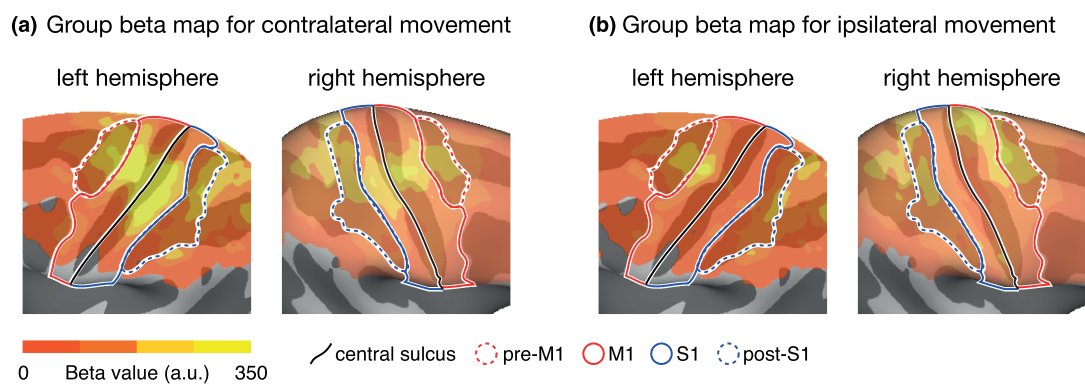 (a) Group beta map for contralateral movement
left hemisphere right hemisphere
(b) Group beta map for ipsilateral movement
left hemisphere right hemisphere
0 Beta value (a.u.) 350
central sulcus pre-M1 M1 S1 post-S1